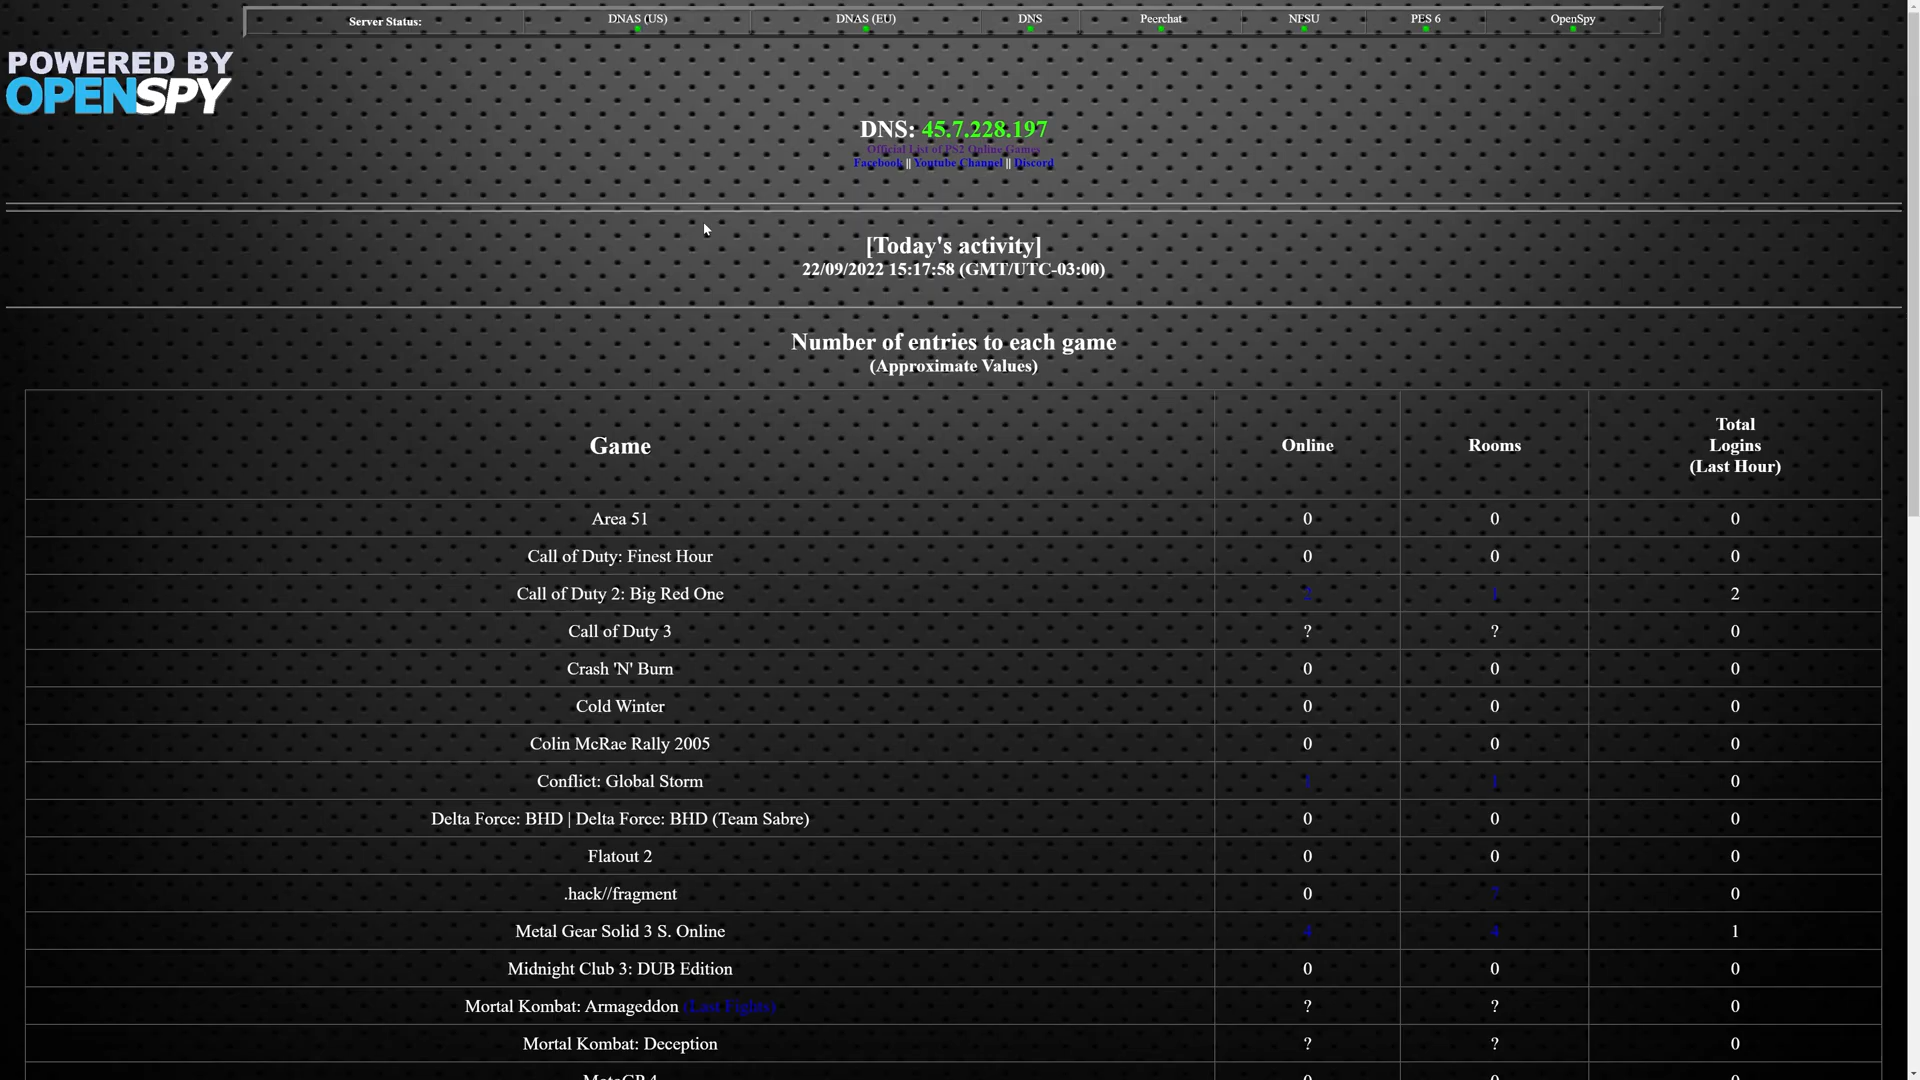 Server Status: DNAS (US) DNAS (EU) DNS Peerchat NFSU PES 6 OpenSpy
POWERED BY
OPENSPY
DNS: 45.7.228.197
Official List of PS2 Online Games
Facebook || Youtube Channel || Discord
[Today's activity]
22/09/2022 15:17:58 (GMT/UTC-03:00)
Number of entries to each game
(Approximate Values)
Game Online Rooms Total Logins (Last Hour)
Area 51 0 0 0
Call of Duty: Finest Hour 0 0 0
Call of Duty 2: Big Red One 2 1 2
Call of Duty 3 ? ? 0
Crash 'N' Burn 0 0 0
Cold Winter 0 0 0
Colin McRae Rally 2005 0 0 0
Conflict: Global Storm 1 1 0
Delta Force: BHD | Delta Force: BHD (Team Sabre) 0 0 0
Flatout 2 0 0 0
.hack//fragment 0 0
Metal Gear Solid 3 S. Online 4 4 1
Midnight Club 3: DUB Edition 0 0 0
Mortal Kombat: Armageddon (Last Fights) ? ? 0
Mortal Kombat: Deception ? ? 0
MotoGP 4 0 0 0